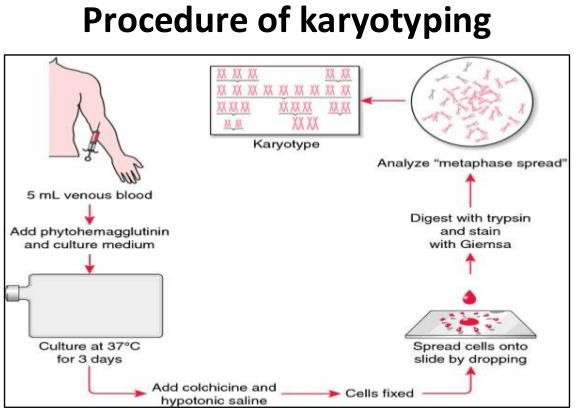 Procedure of karyotyping
5 mL venous blood
Add phytohemagglutinin
and culture medium
Culture at 37°C
for 3 days
Add colchicine and
hypotonic saline
Cells fixed
Spread cells onto
slide by dropping
Digest with trypsin
and stain
with Giemsa
Analyze “metaphase spread”
Karyotype